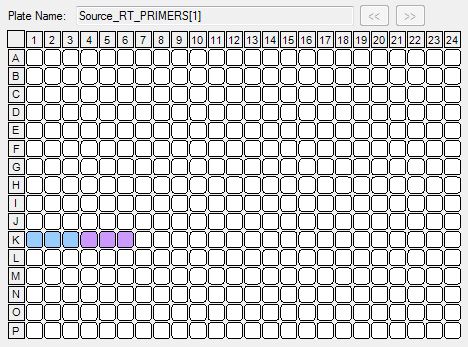 Plate Name: Source_RT_PRIMERS[1] << >>
1 2 3 4 5 6 7 8 9 10 11 12 13 14 15 16 17 18 19 20 21 22 23 24
A
B
C
D
E
F
G
H
I
J
K
L
M
N
O
P